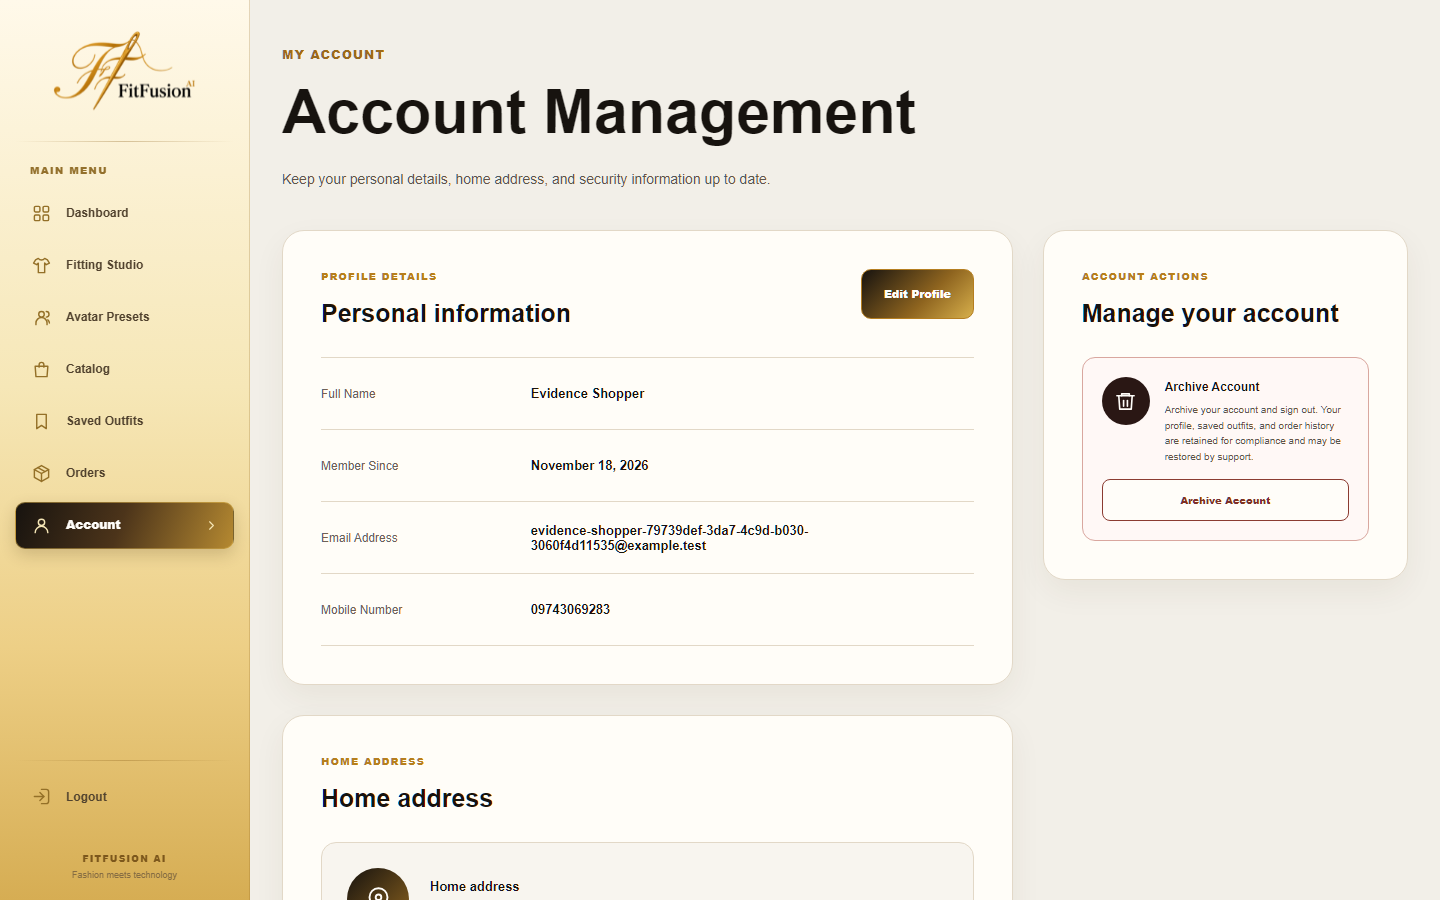 FitFusion AI
MAIN MENU
Dashboard
Fitting Studio
Avatar Presets
Catalog
Saved Outfits
Orders
Account
Logout
FITFUSION AI
Fashion meets technology
MY ACCOUNT
Account Management
Keep your personal details, home address, and security information up to date.
PROFILE DETAILS
Personal information
Edit Profile
Full Name
Evidence Shopper
Member Since
November 18, 2026
Email Address
evidence-shopper-79739def-3da7-4c9d-b030-
3060f4d11535@example.test
Mobile Number
09743069283
HOME ADDRESS
Home address
Home address
ACCOUNT ACTIONS
Manage your account
Archive Account
Archive your account and sign out. Your
profile, saved outfits, and order history
are retained for compliance and may be
restored by support.
Archive Account